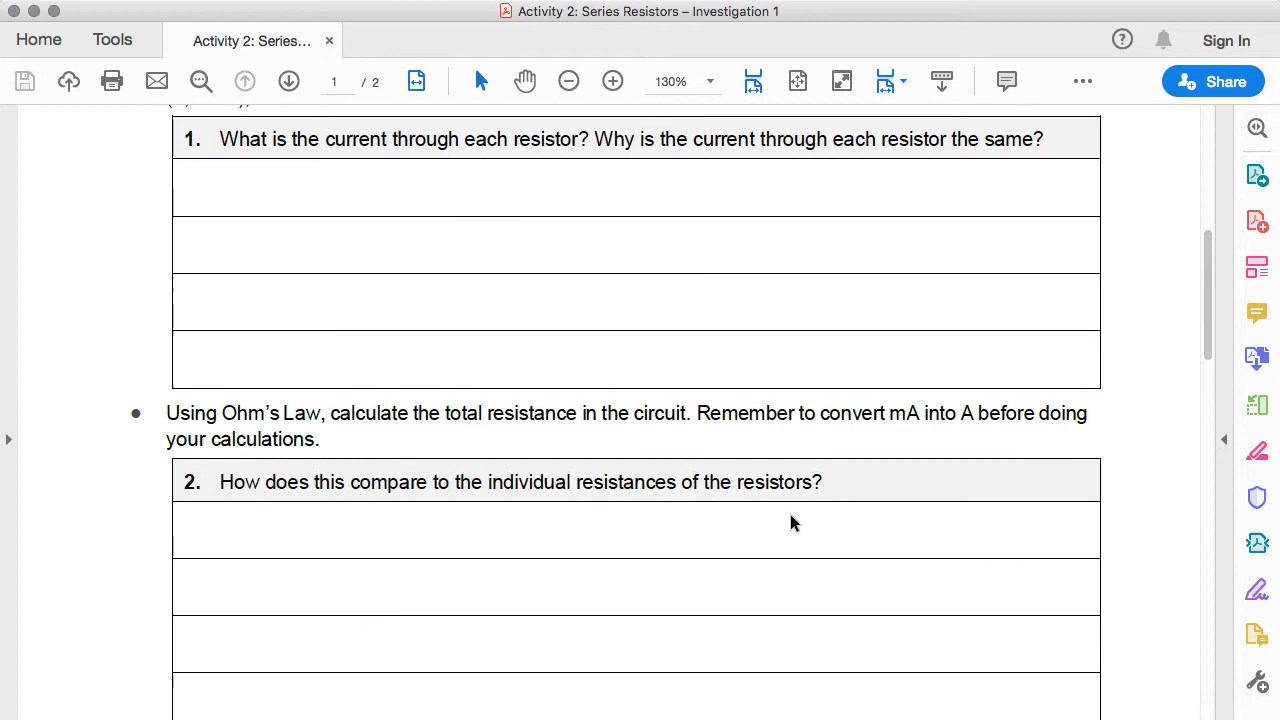 Activity 2: Series Resistors – Investigation 1
Home Tools Activity 2: Series... × Sign In
1 / 2 130% Share
1. What is the current through each resistor? Why is the current through each resistor the same?
● Using Ohm's Law, calculate the total resistance in the circuit. Remember to convert mA into A before doing
your calculations.
2. How does this compare to the individual resistances of the resistors?